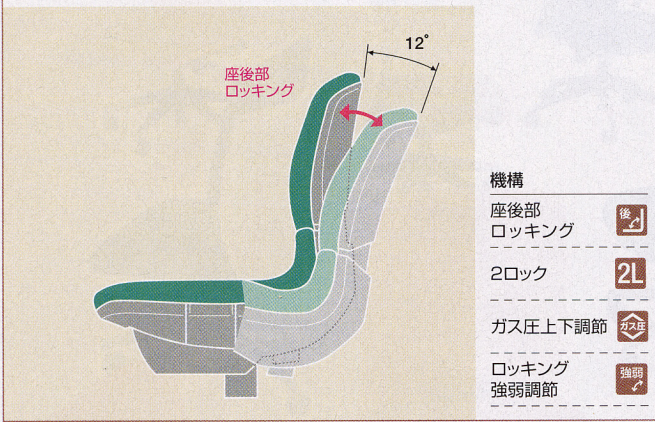 12°
座後部
ロッキング
機構
座後部
ロッキング
後
2ロック
2L
ガス圧上下調節
ガス圧
ロッキング
強弱調節
強弱